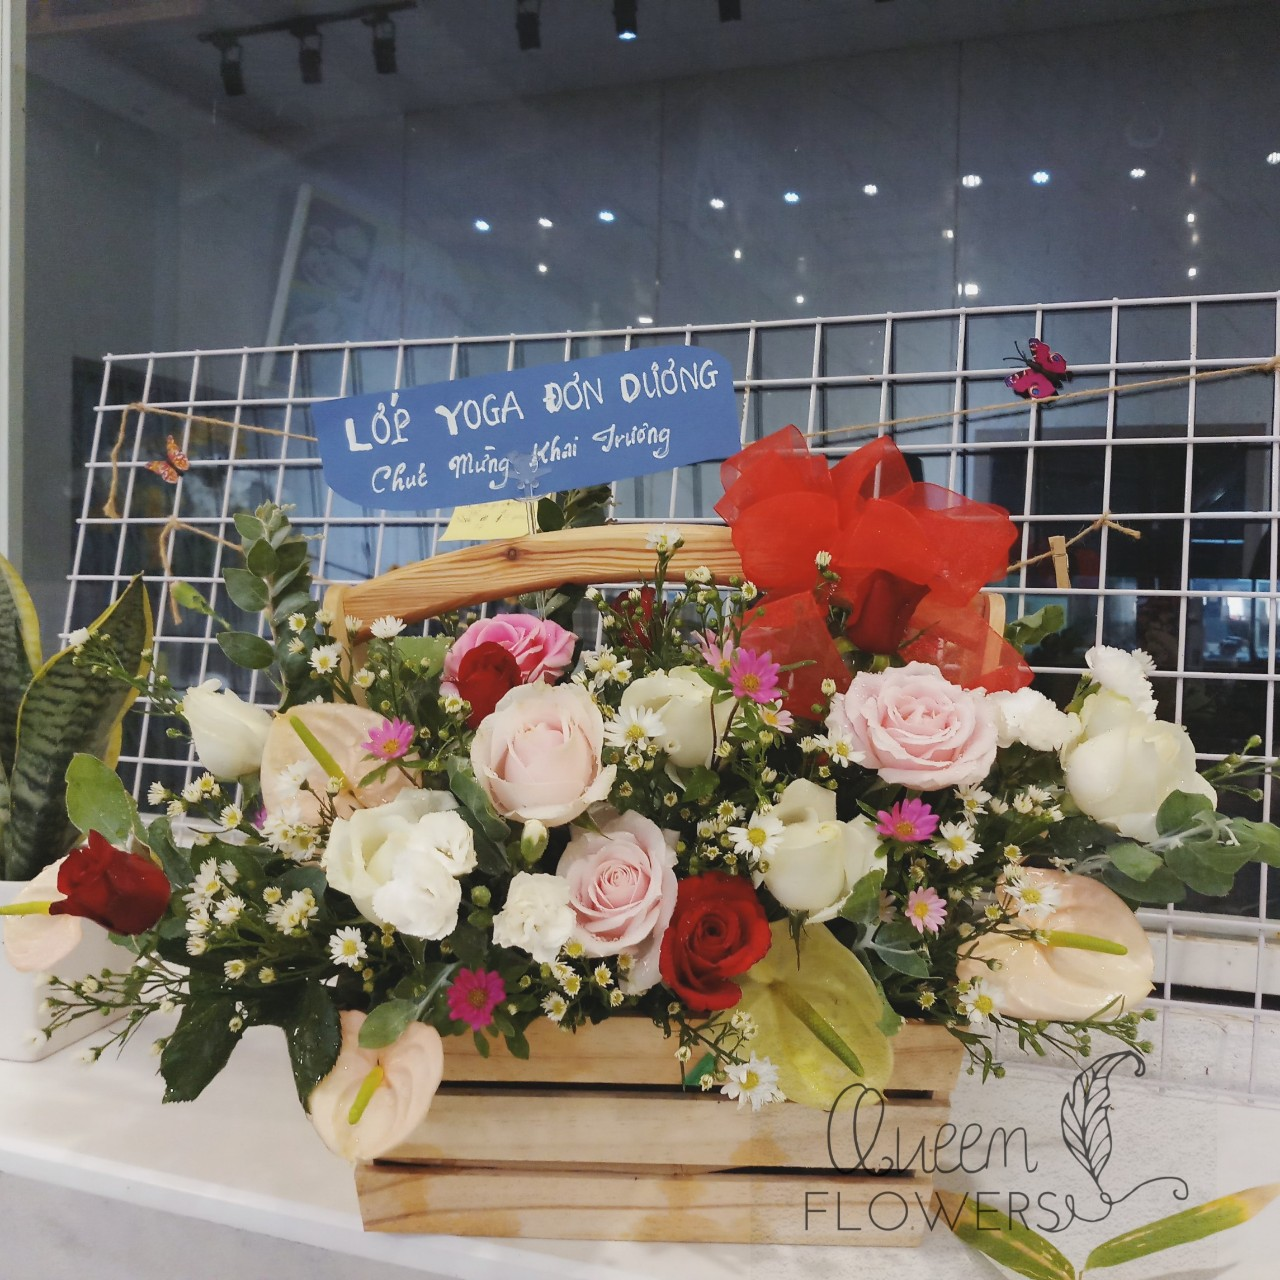 LỚP YOGA ĐƠN DƯƠNG
Chúc Mừng Khai Trương
Queen
FLOWERS